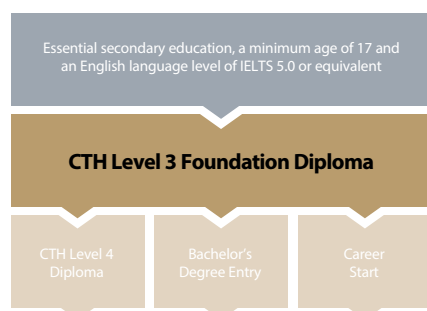 Essential secondary education, a minimum age of 17 and
an English language level of IELTS 5.0 or equivalent
CTH Level 3 Foundation Diploma
CTH Level 4
Diploma
Bachelor's
Degree Entry
Career
Start